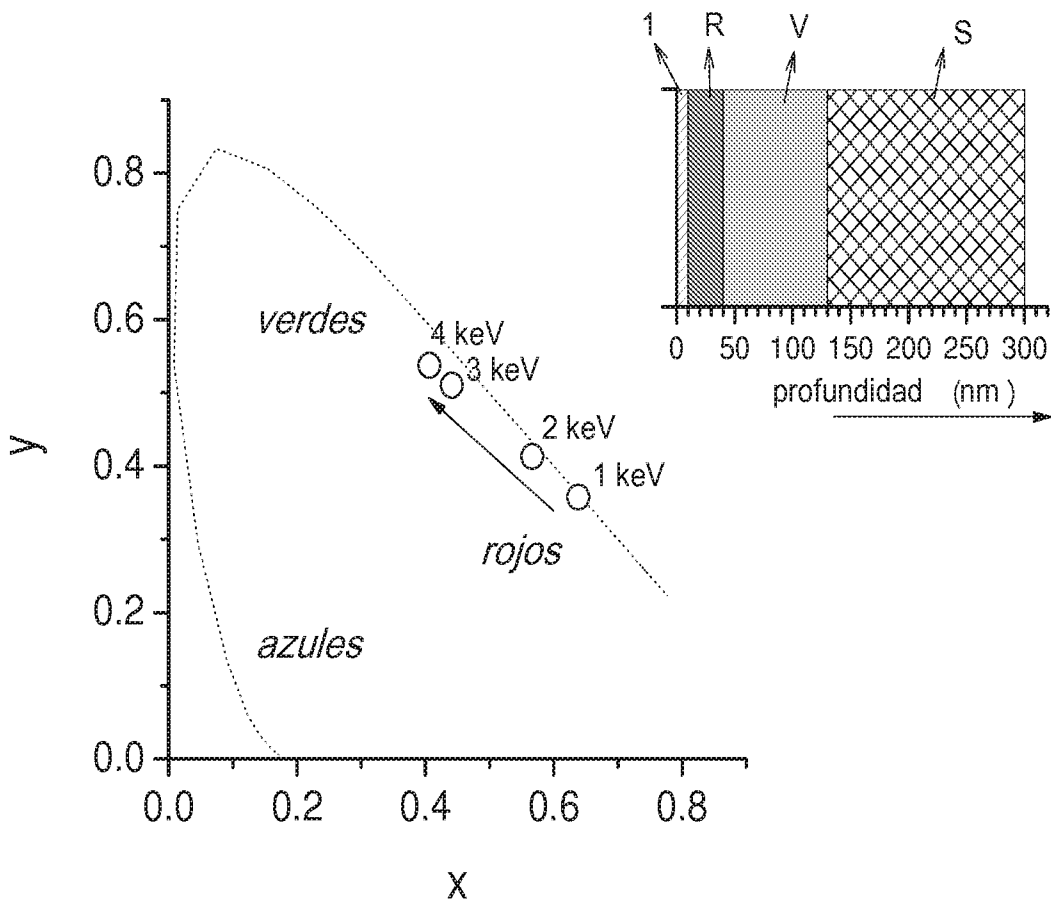 1 R V S
0 50 100 150 200 250 300
profundidad (nm )
y
0.8
0.6
0.4
0.2
0.0
verdes
4 keV
3 keV
2 keV
1 keV
rojos
azules
0.0 0.2 0.4 0.6 0.8
x